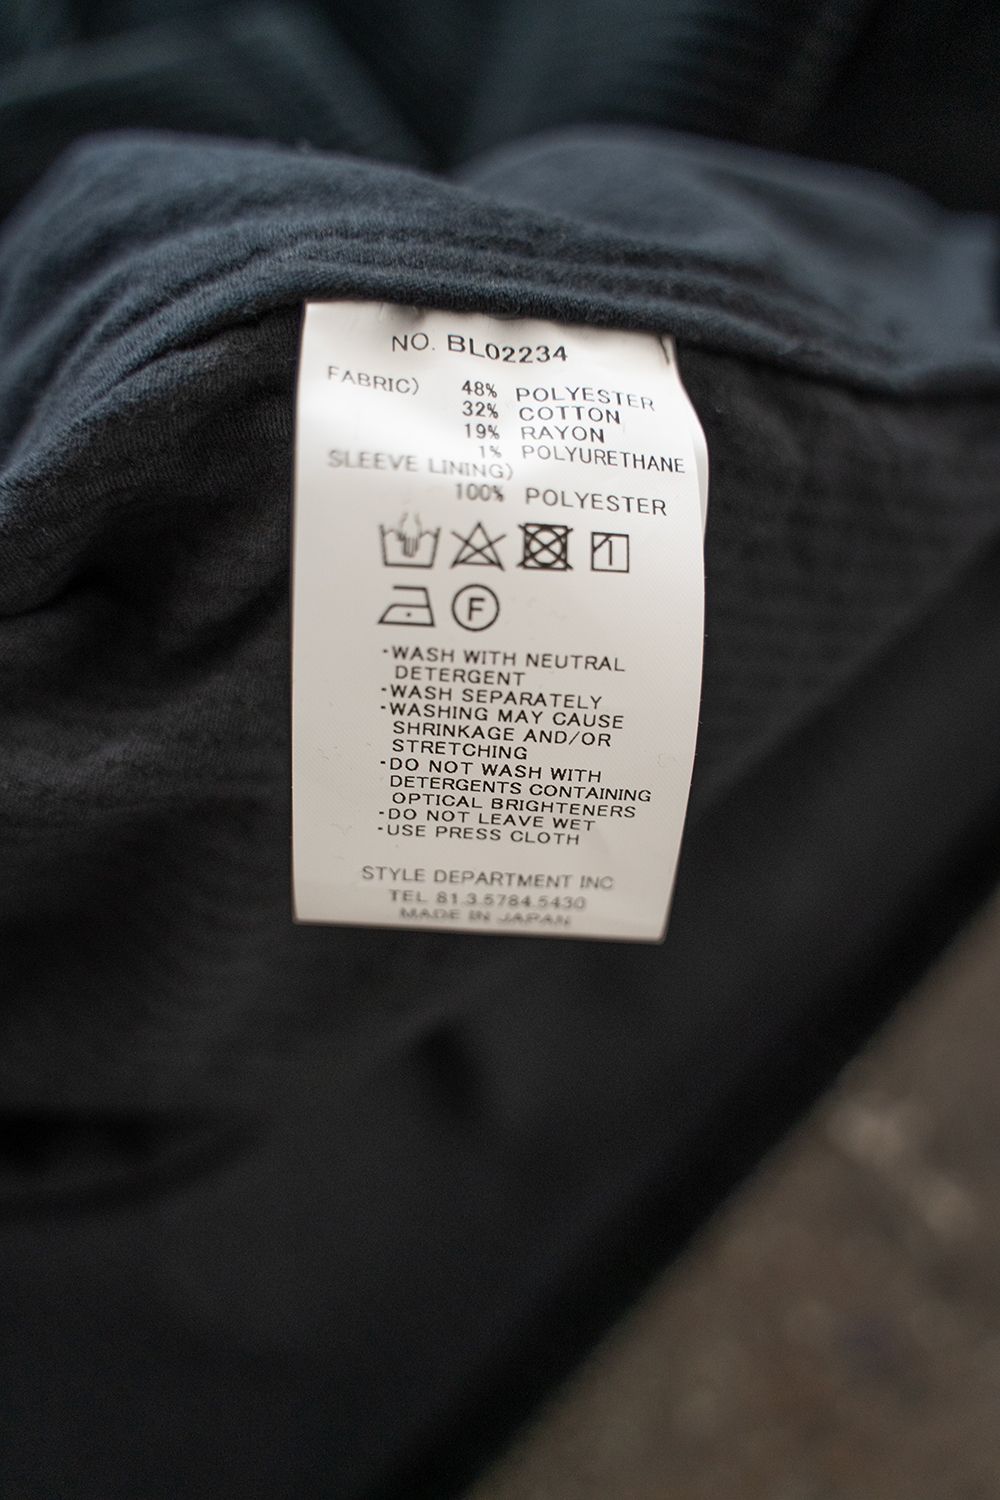 NO. BL02234
FABRIC) 48% POLYESTER
32% COTTON
19% RAYON
1% POLYURETHANE
SLEEVE LINING)
100% POLYESTER
F
-WASH WITH NEUTRAL
DETERGENT
-WASH SEPARATELY
-WASHING MAY CAUSE
SHRINKAGE AND/OR
STRETCHING
-DO NOT WASH WITH
DETERGENTS CONTAINING
OPTICAL BRIGHTENERS
-DO NOT LEAVE WET
-USE PRESS CLOTH
STYLE DEPARTMENT INC
TEL 81.3.5784.5430
MADE IN JAPAN